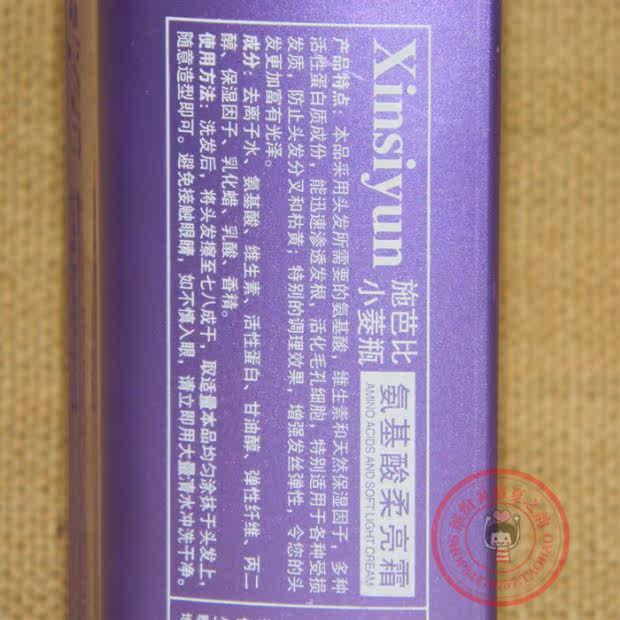 Xinsiyun
施芭比
小菱瓶
氨基酸柔亮霜
AMINO ACIDS AND SOFT LIGHT CREAM
产品特点：本品采用头发所需要的氨基酸，维生素和天然保湿因子，多种
活性蛋白质成份，能迅速渗透发根，活化毛孔细胞，特别适用于各种受损
发质，防止头发分叉和枯黄；特别的调理效果，增强发丝弹性，令您的头
发更加富有光泽。
成分：去离子水、氨基酸、维生素、活性蛋白、甘油醇、弹性纤维、丙二
醇、保湿因子、乳化蜡、乳酸、香精。
使用方法：洗发后，将头发擦至七八成干，取适量本品均匀涂抹于头发上，
随意造型即可。避免接触眼睛，如不慎入眼，请立即用大量清水冲洗干净。